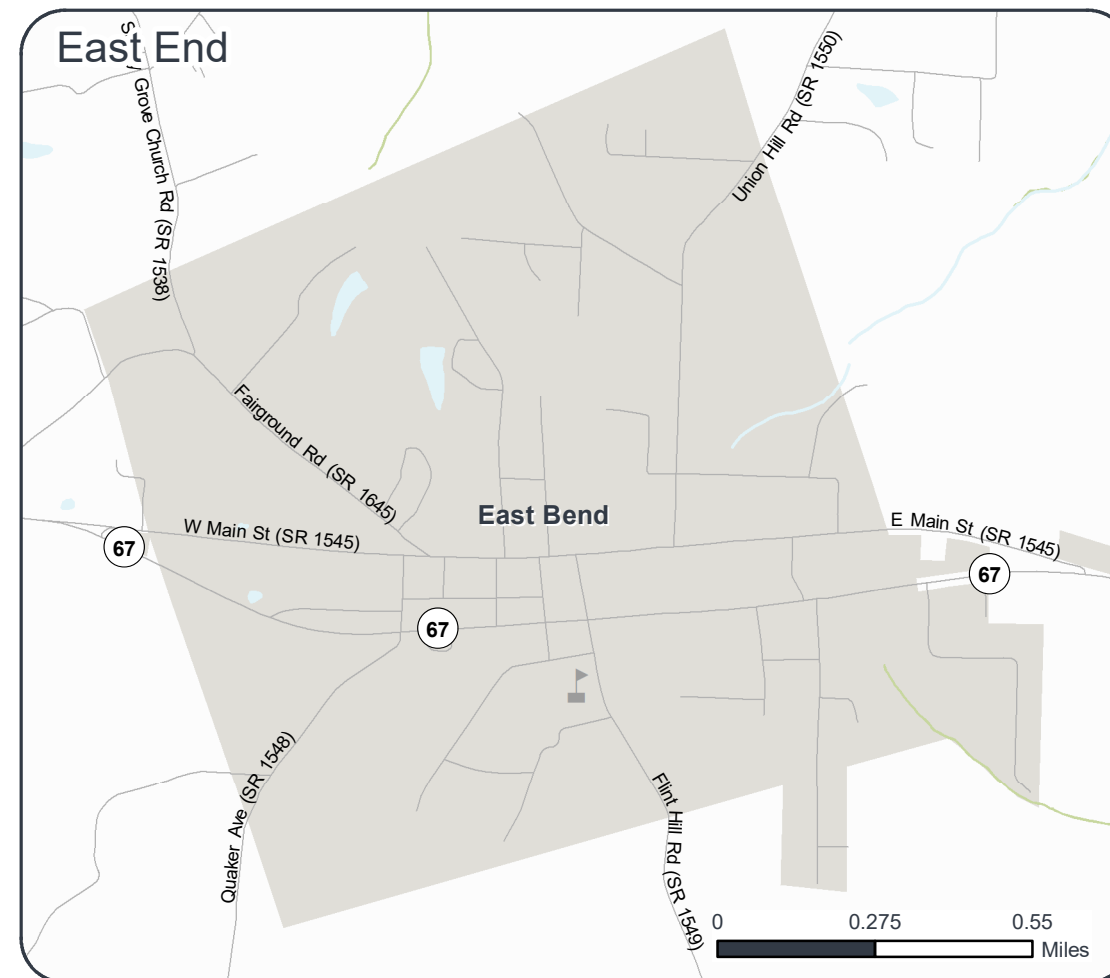 East End
Grove Church Rd (SR 1538)
Union Hill Rd (SR 1550)
Fairground Rd (SR 1645)
East Bend
W Main St (SR 1545)
E Main St (SR 1545)
67
67
67
Quaker Ave (SR 1548)
Flint Hill Rd (SR 1549)
0 0.275 0.55
Miles